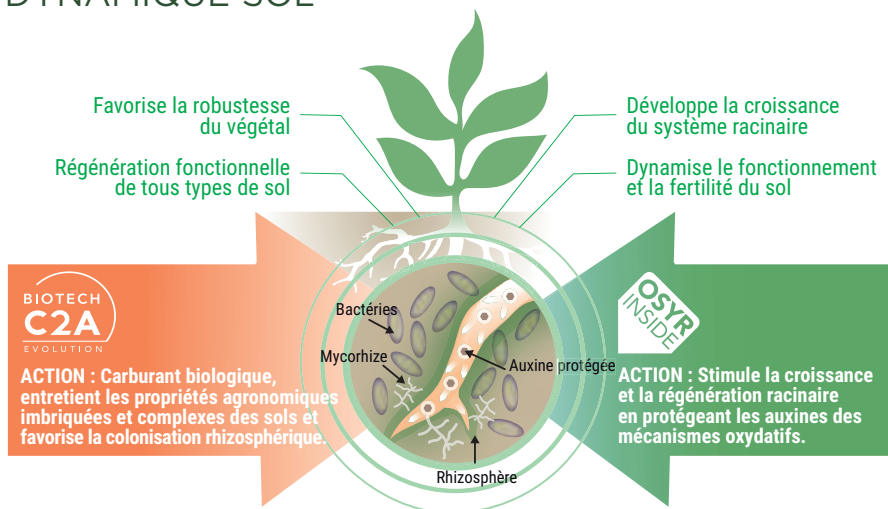 DYNAMIQUE SOL
Favorise la robustesse
du végétal
Régénération fonctionnelle
de tous types de sol
Développe la croissance
du système racinaire
Dynamise le fonctionnement
et la fertilité du sol
BIOTECH
C2A
EVOLUTION
ACTION : Carburant biologique,
entretient les propriétés agronomiques
imbriquées et complexes des sols et
favorise la colonisation rhizosphérique.
Bactéries
Mycorhize
Auxine protégée
Rhizosphère
OSYR
INSIDE
ACTION : Stimule la croissance
et la régénération racinaire
en protégeant les auxines des
mécanismes oxydatifs.